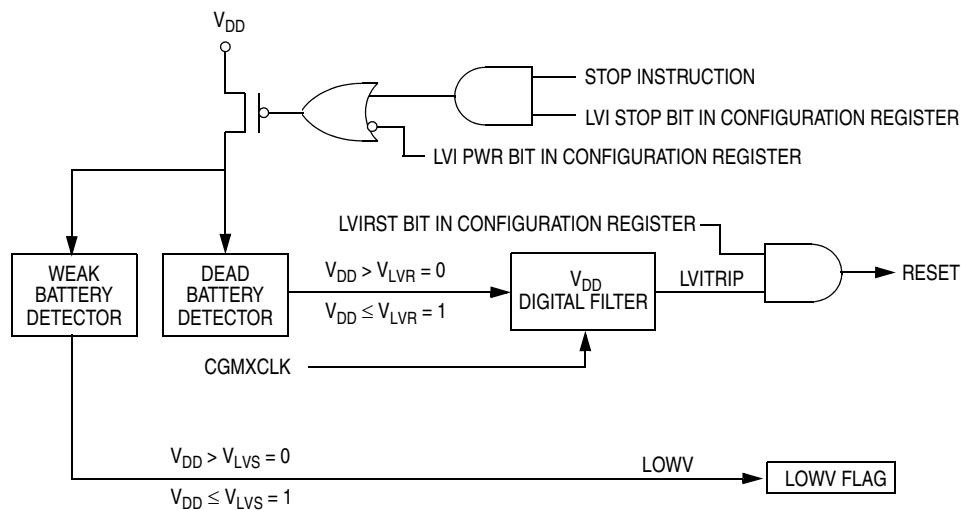 VDD
STOP INSTRUCTION
LVI STOP BIT IN CONFIGURATION REGISTER
LVI PWR BIT IN CONFIGURATION REGISTER
LVIRST BIT IN CONFIGURATION REGISTER
WEAK
BATTERY
DETECTOR
DEAD
BATTERY
DETECTOR
VDD > VLVR = 0
VDD ≤ VLVR = 1
VDD
DIGITAL FILTER
LVITRIP
RESET
CGMXCLK
VDD > VLVS = 0
VDD ≤ VLVS = 1
LOWV
LOWV FLAG